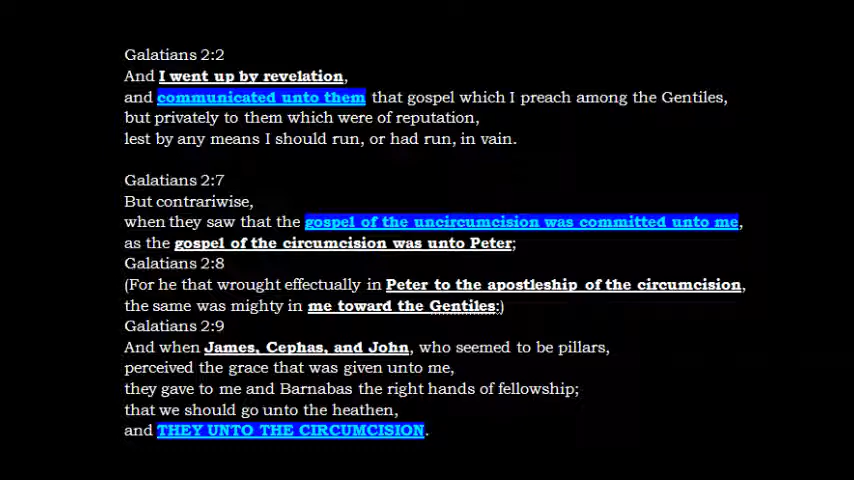 Galatians 2:2
And I went up by revelation,
and communicated unto them that gospel which I preach among the Gentiles,
but privately to them which were of reputation,
lest by any means I should run, or had run, in vain.
Galatians 2:7
But contrariwise,
when they saw that the gospel of the uncircumcision was committed unto me,
as the gospel of the circumcision was unto Peter;
Galatians 2:8
(For he that wrought effectually in Peter to the apostleship of the circumcision,
the same was mighty in me toward the Gentiles:)
Galatians 2:9
And when James, Cephas, and John, who seemed to be pillars,
perceived the grace that was given unto me,
they gave to me and Barnabas the right hands of fellowship;
that we should go unto the heathen,
and THEY UNTO THE CIRCUMCISION.